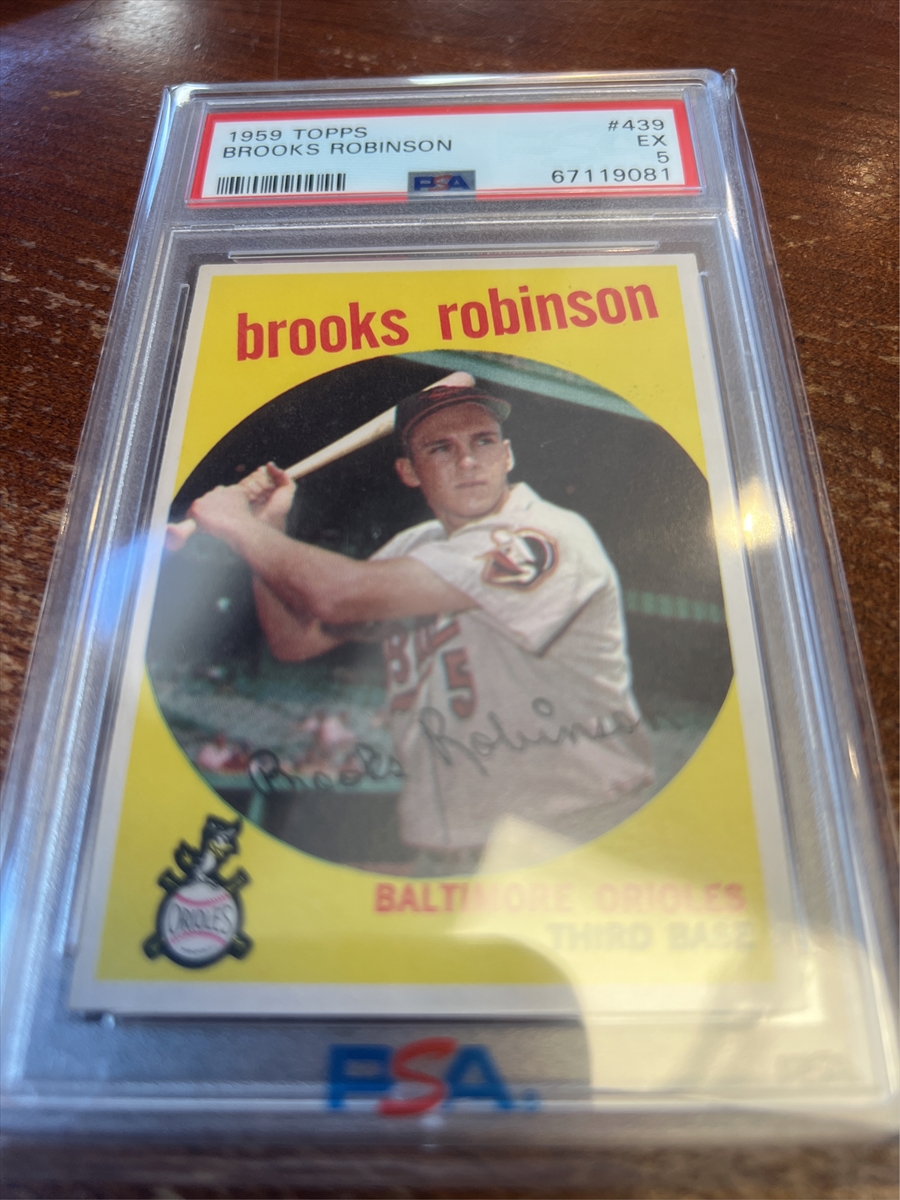 1959 TOPPS #439
BROOKS ROBINSON EX
5
PSA 67119081
brooks robinson
5
Brooks Robinson
ORIOLES
BALTIMORE ORIOLES
THIRD BASE
PSA